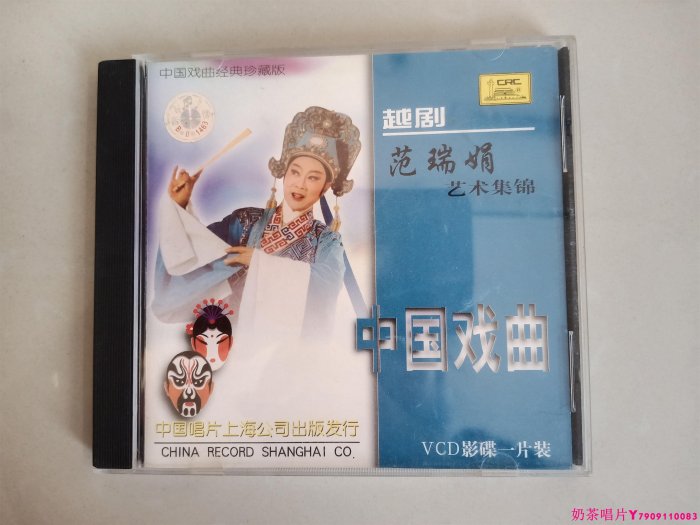 中国戏曲经典珍藏版
CRC
越剧
范瑞娟
艺术集锦
中国戏曲
中国唱片上海公司出版发行
CHINA RECORD SHANGHAI CO.
VCD影碟一片装
奶茶唱片Y7909110083